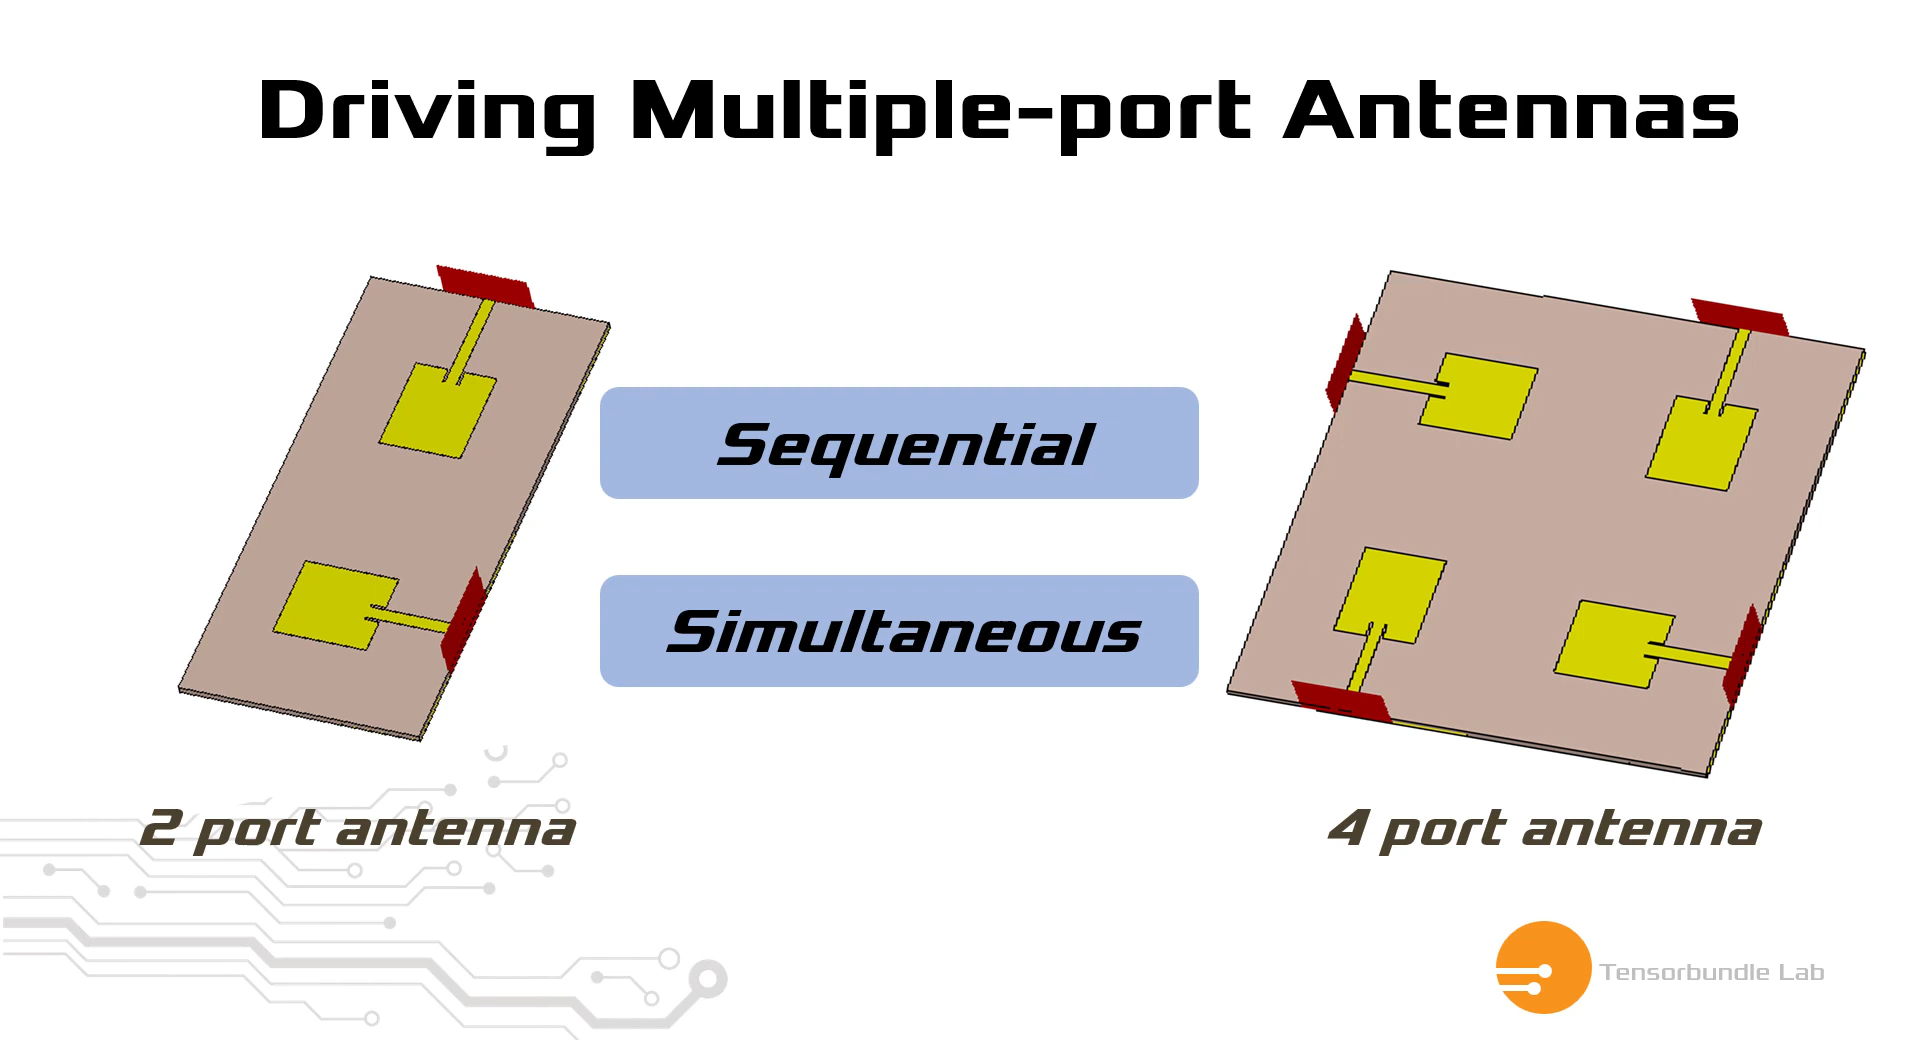 Driving Multiple-port Antennas
Sequential
Simultaneous
2 port antenna
4 port antenna
Tensorbundle Lab